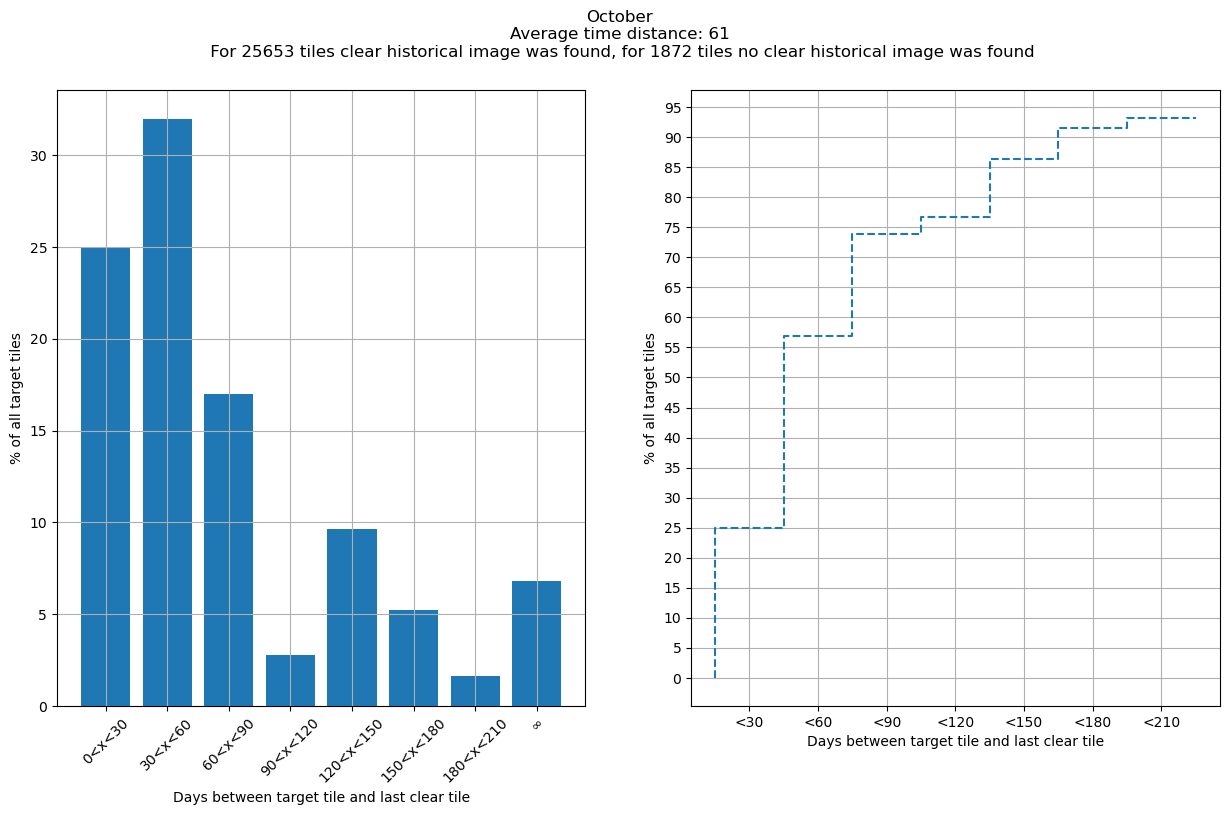 October
Average time distance: 61
For 25653 tiles clear historical image was found, for 1872 tiles no clear historical image was found
% of all target tiles
30
25
20
15
10
5
0
0<x<30
30<x<60
60<x<90
90<x<120
120<x<150
150<x<180
180<x<210
∞
Days between target tile and last clear tile
% of all target tiles
95
90
85
80
75
70
65
60
55
50
45
40
35
30
25
20
15
10
5
0
<30
<60
<90
<120
<150
<180
<210
Days between target tile and last clear tile